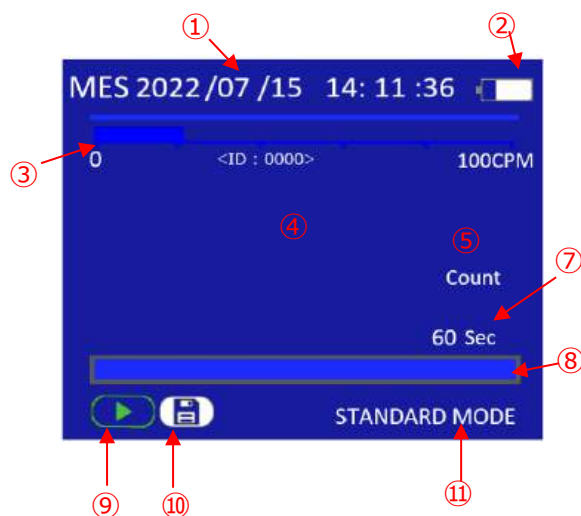 ① ②
MES 2022/07/15 14: 11 :36
③ 0 <ID : 0000> 100CPM
④ ⑤
⑦
Count
60 Sec
⑧
STANDARD MODE
⑨ ⑩ ⑪